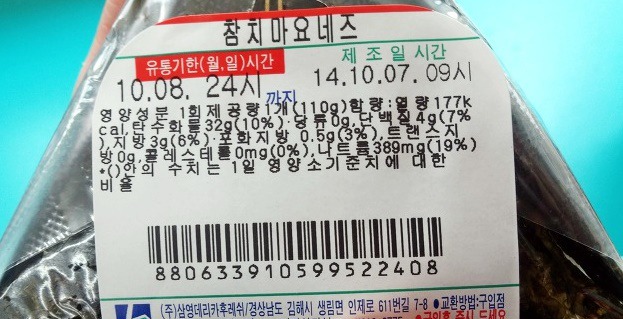 참치마요네즈
유통기한(월,일)시간
제조일시간
10.08. 24시 까지
14.10.07. 09시
영양성분 1회제공량1개(110g)함량:열량177k
cal,탄수화물32g(10%)·당류0g,단백질4g(7%
),지방3g(6%)·포화지방 0.5g(3%),트랜스지
방0g,콜레스테롤0mg(0%),나트륨389mg(19%)
*()안의 수치는 1일 영양소기준치에 대한
비율
880633910599522408
(주)삼영데리카후레쉬/경상남도 김해시 생림면 인제로 611번길 7-8 ●교환방법:구입점